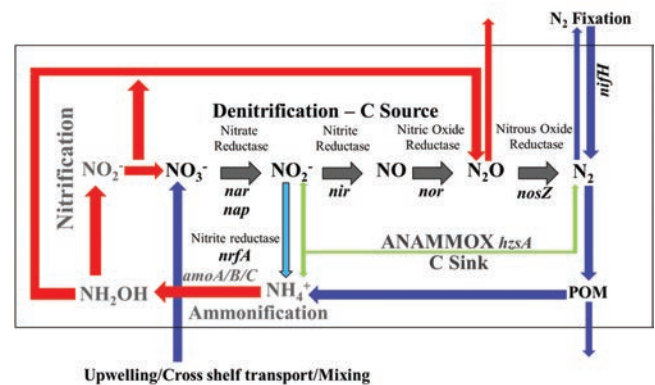 N₂ Fixation
nifH
Denitrification – C Source
Nitrate
Reductase
Nitrite
Reductase
Nitric Oxide
Reductase
Nitrous Oxide
Reductase
Nitrification
NO₂⁻
NO₃⁻
NO₂⁻
NO
N₂O
N₂
nar
nap
nir
nor
nosZ
Nitrite reductase
nrfA
ANAMMOX hzsA
C Sink
amoA/B/C
NH₂OH
NH₄⁺
POM
Ammonification
Upwelling/Cross shelf transport/Mixing